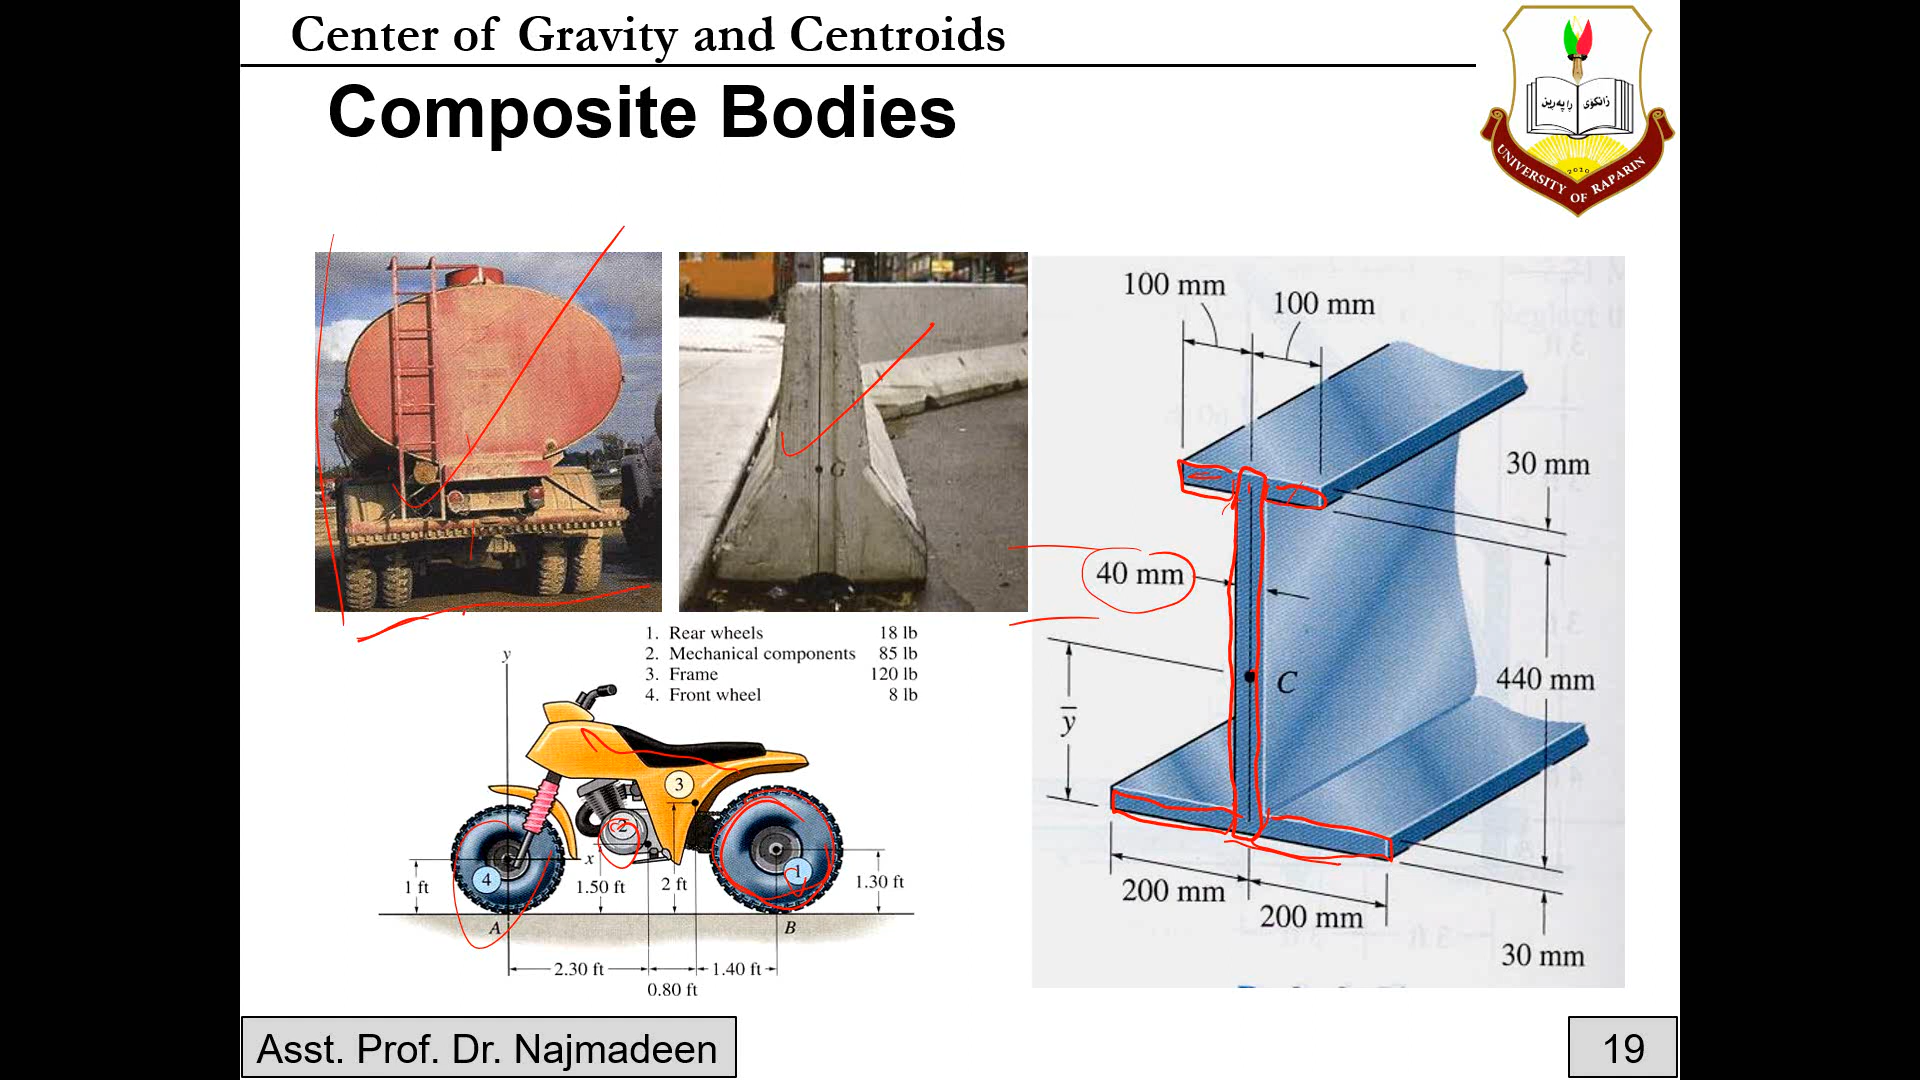 Center of Gravity and Centroids
Composite Bodies
زانكۆی ڕاپەڕین
UNIVERSITY OF RAPARIN
2010
G
1. Rear wheels 18 lb
2. Mechanical components 85 lb
3. Frame 120 lb
4. Front wheel 8 lb
y
3
2
x
4
1
1 ft
1.50 ft
2 ft
1.30 ft
A
B
2.30 ft
1.40 ft
0.80 ft
100 mm
100 mm
30 mm
40 mm
C
440 mm
y̅
200 mm
200 mm
30 mm
Asst. Prof. Dr. Najmadeen
19